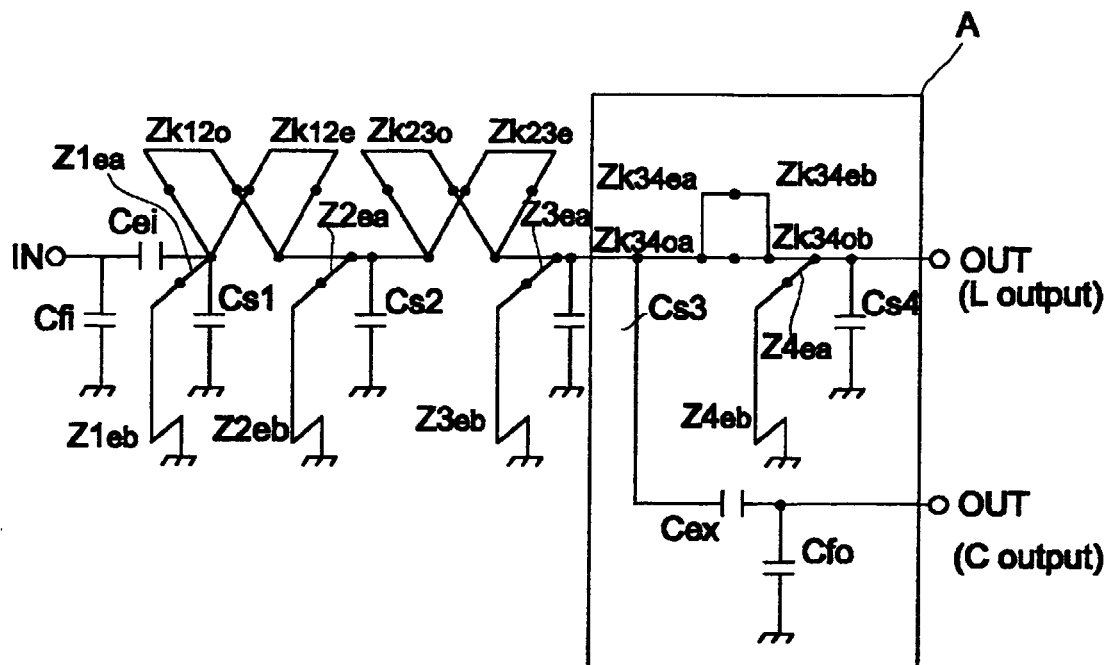 A
Zk12o Zk12e Zk23o Zk23e
Z1ea
Zk34ea Zk34eb
Z2ea Z3ea
Cei
Zk34oa Zk34ob
IN OUT
(L output)
Cfi Cs1 Cs2 Cs3 Cs4
Z4ea
Z1eb Z2eb Z3eb Z4eb
OUT
Cex
Cfo (C output)